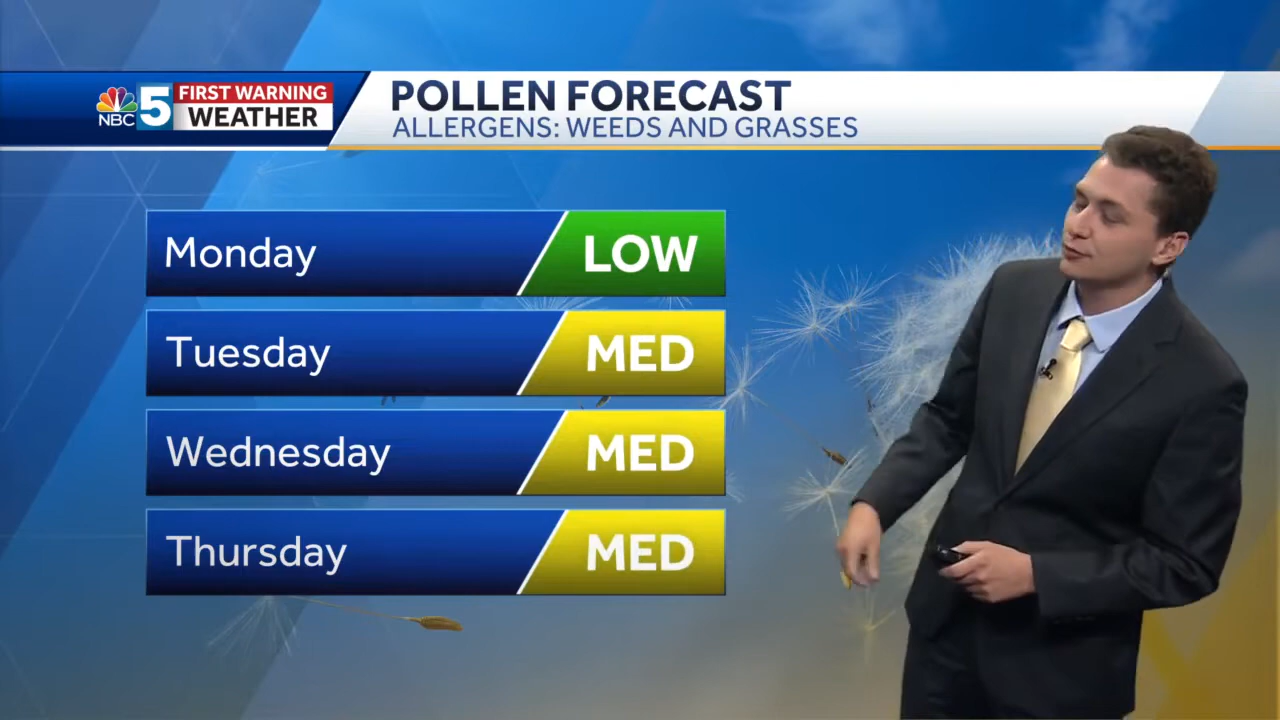 NBC 5 FIRST WARNING
WEATHER
POLLEN FORECAST
ALLERGENS: WEEDS AND GRASSES
Monday LOW
Tuesday MED
Wednesday MED
Thursday MED